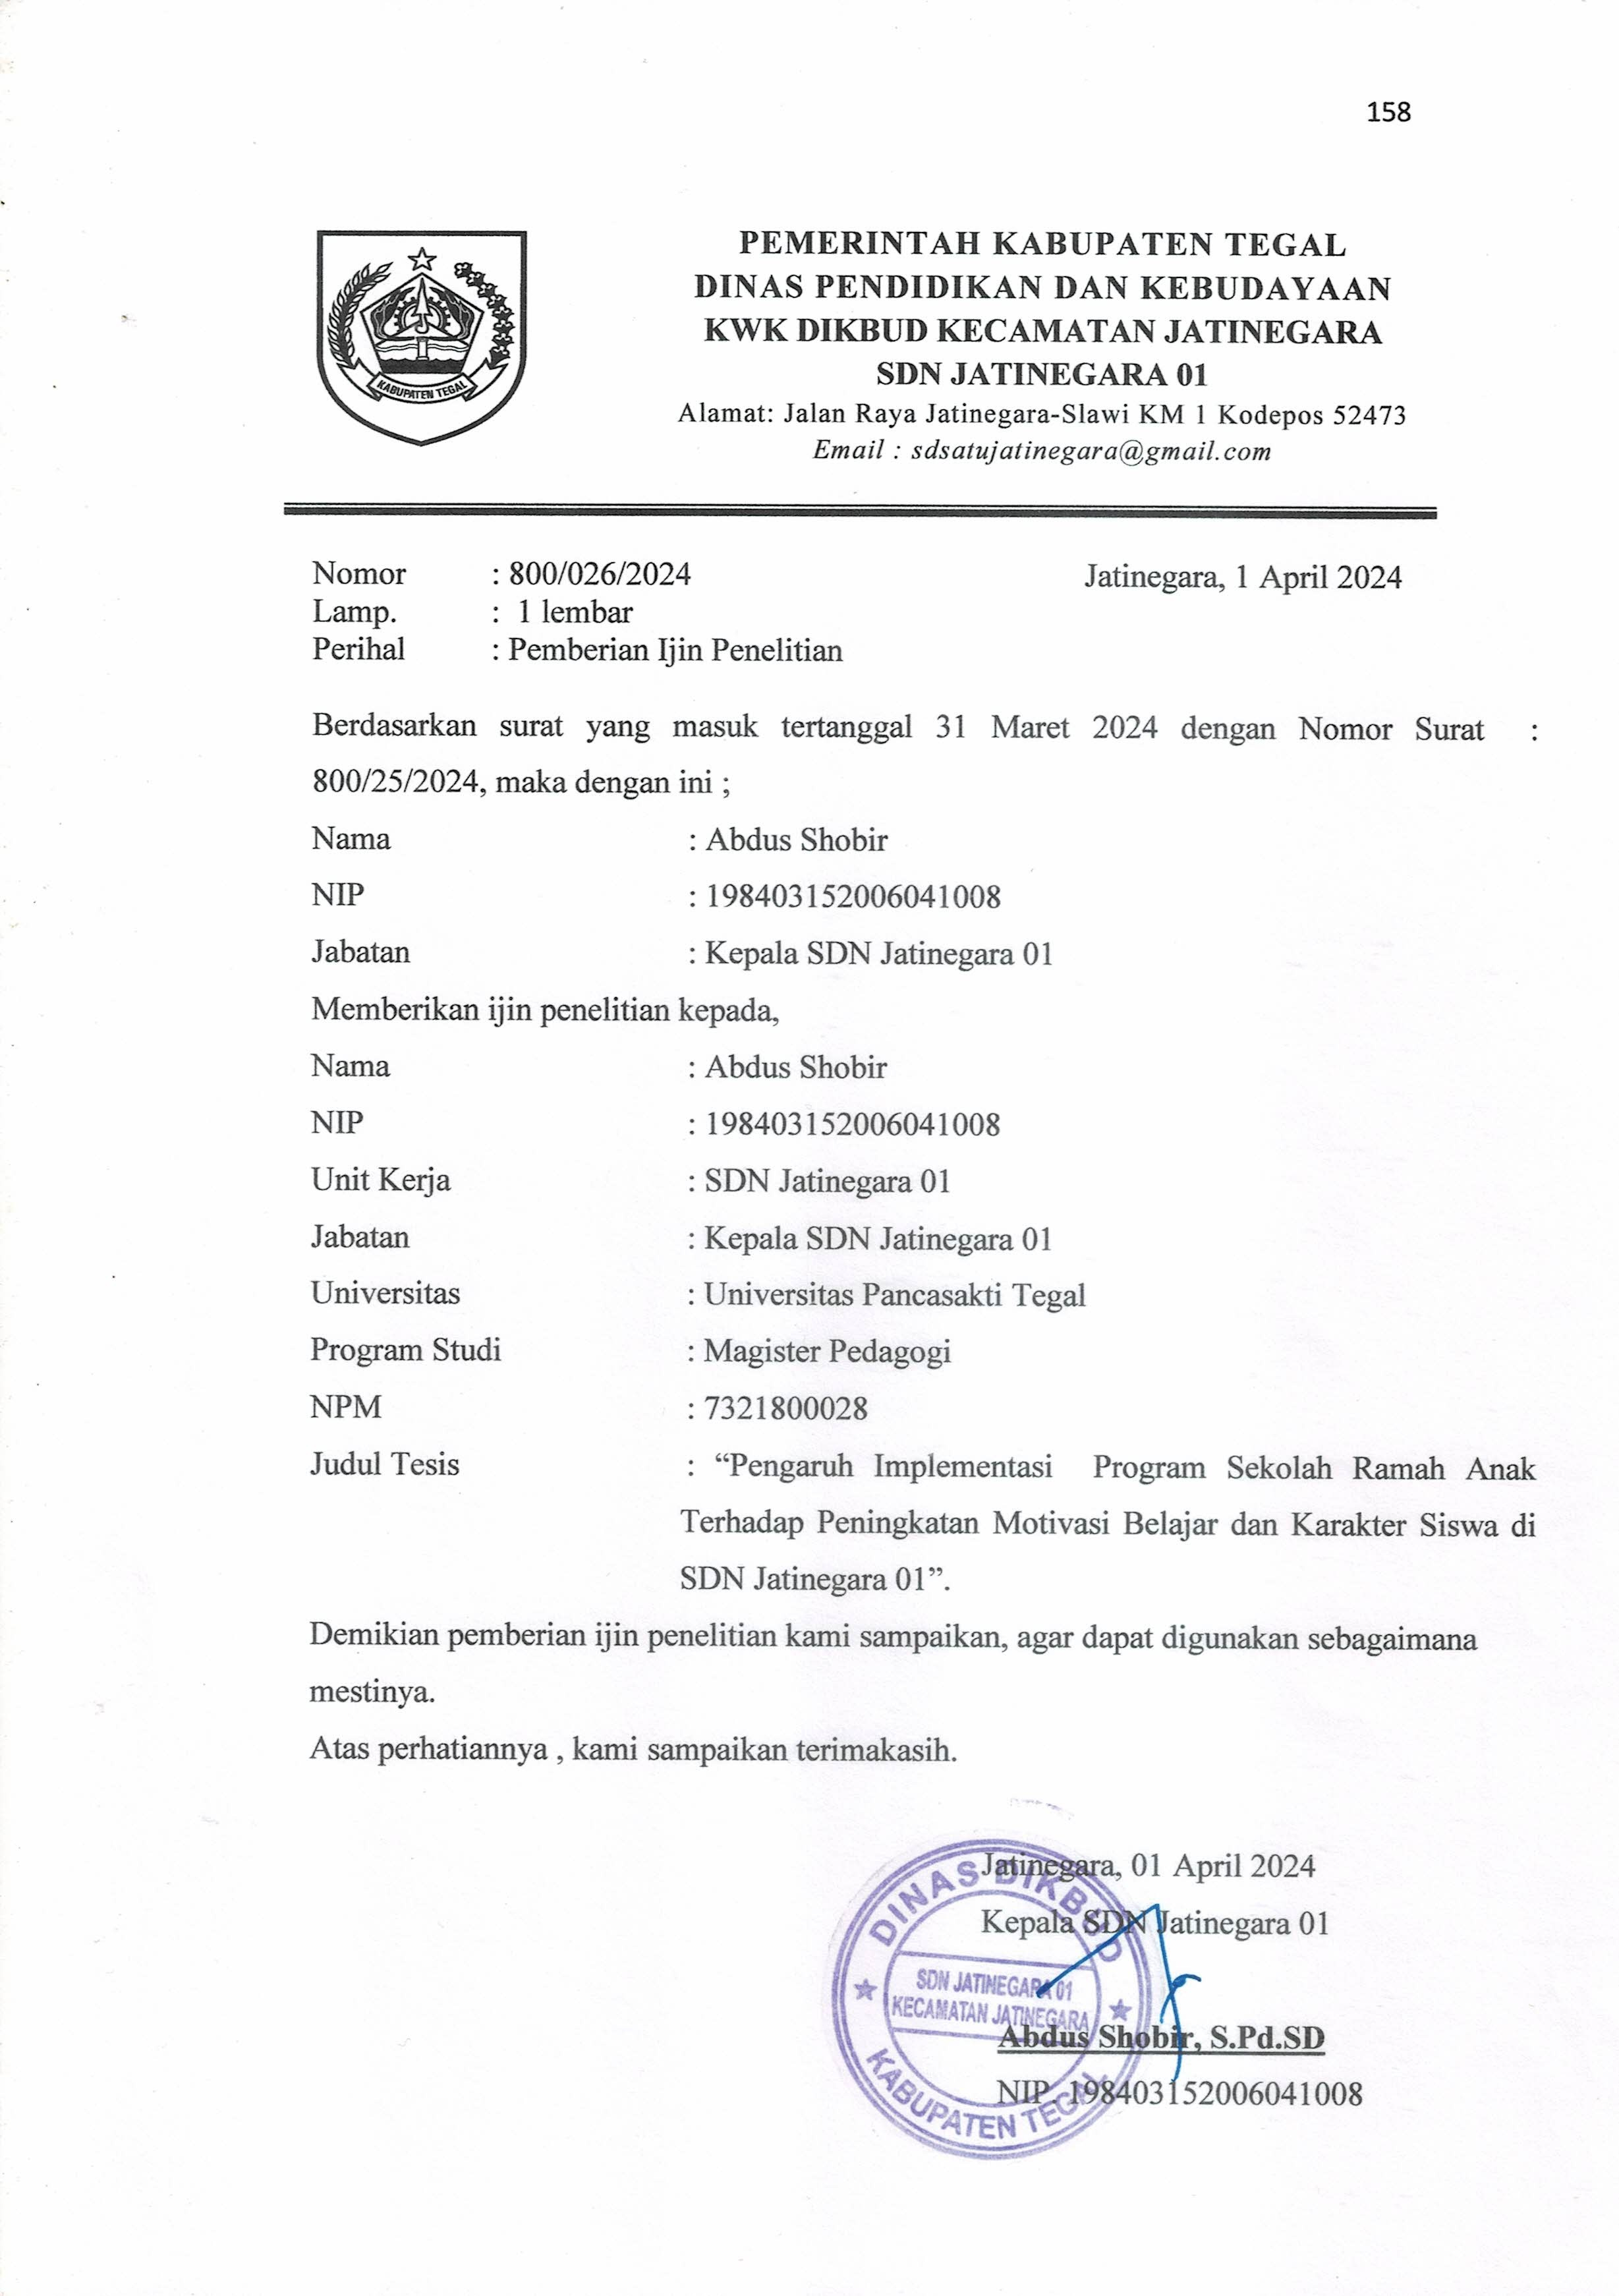 158
PEMERINTAH KABUPATEN TEGAL
DINAS PENDIDIKAN DAN KEBUDAYAAN
KWK DIKBUD KECAMATAN JATINEGARA
SDN JATINEGARA 01
Alamat: Jalan Raya Jatinegara-Slawi KM 1 Kodepos 52473
Email : sdsatujatinegara@gmail.com
KABUPATEN TEGAL
Nomor : 800/026/2024 Jatinegara, 1 April 2024
Lamp. : 1 lembar
Perihal : Pemberian Ijin Penelitian
Berdasarkan surat yang masuk tertanggal 31 Maret 2024 dengan Nomor Surat :
800/25/2024, maka dengan ini ;
Nama : Abdus Shobir
NIP : 198403152006041008
Jabatan : Kepala SDN Jatinegara 01
Memberikan ijin penelitian kepada,
Nama : Abdus Shobir
NIP : 198403152006041008
Unit Kerja : SDN Jatinegara 01
Jabatan : Kepala SDN Jatinegara 01
Universitas : Universitas Pancasakti Tegal
Program Studi : Magister Pedagogi
NPM : 7321800028
Judul Tesis : “Pengaruh Implementasi Program Sekolah Ramah Anak
Terhadap Peningkatan Motivasi Belajar dan Karakter Siswa di
SDN Jatinegara 01”.
Demikian pemberian ijin penelitian kami sampaikan, agar dapat digunakan sebagaimana
mestinya.
Atas perhatiannya , kami sampaikan terimakasih.
Jatinegara, 01 April 2024
Kepala SDN Jatinegara 01
DINAS DIKBUD
SDN JATINEGARA 01
KECAMATAN JATINEGARA
KABUPATEN TEGAL
Abdus Shobir, S.Pd.SD
NIP. 198403152006041008